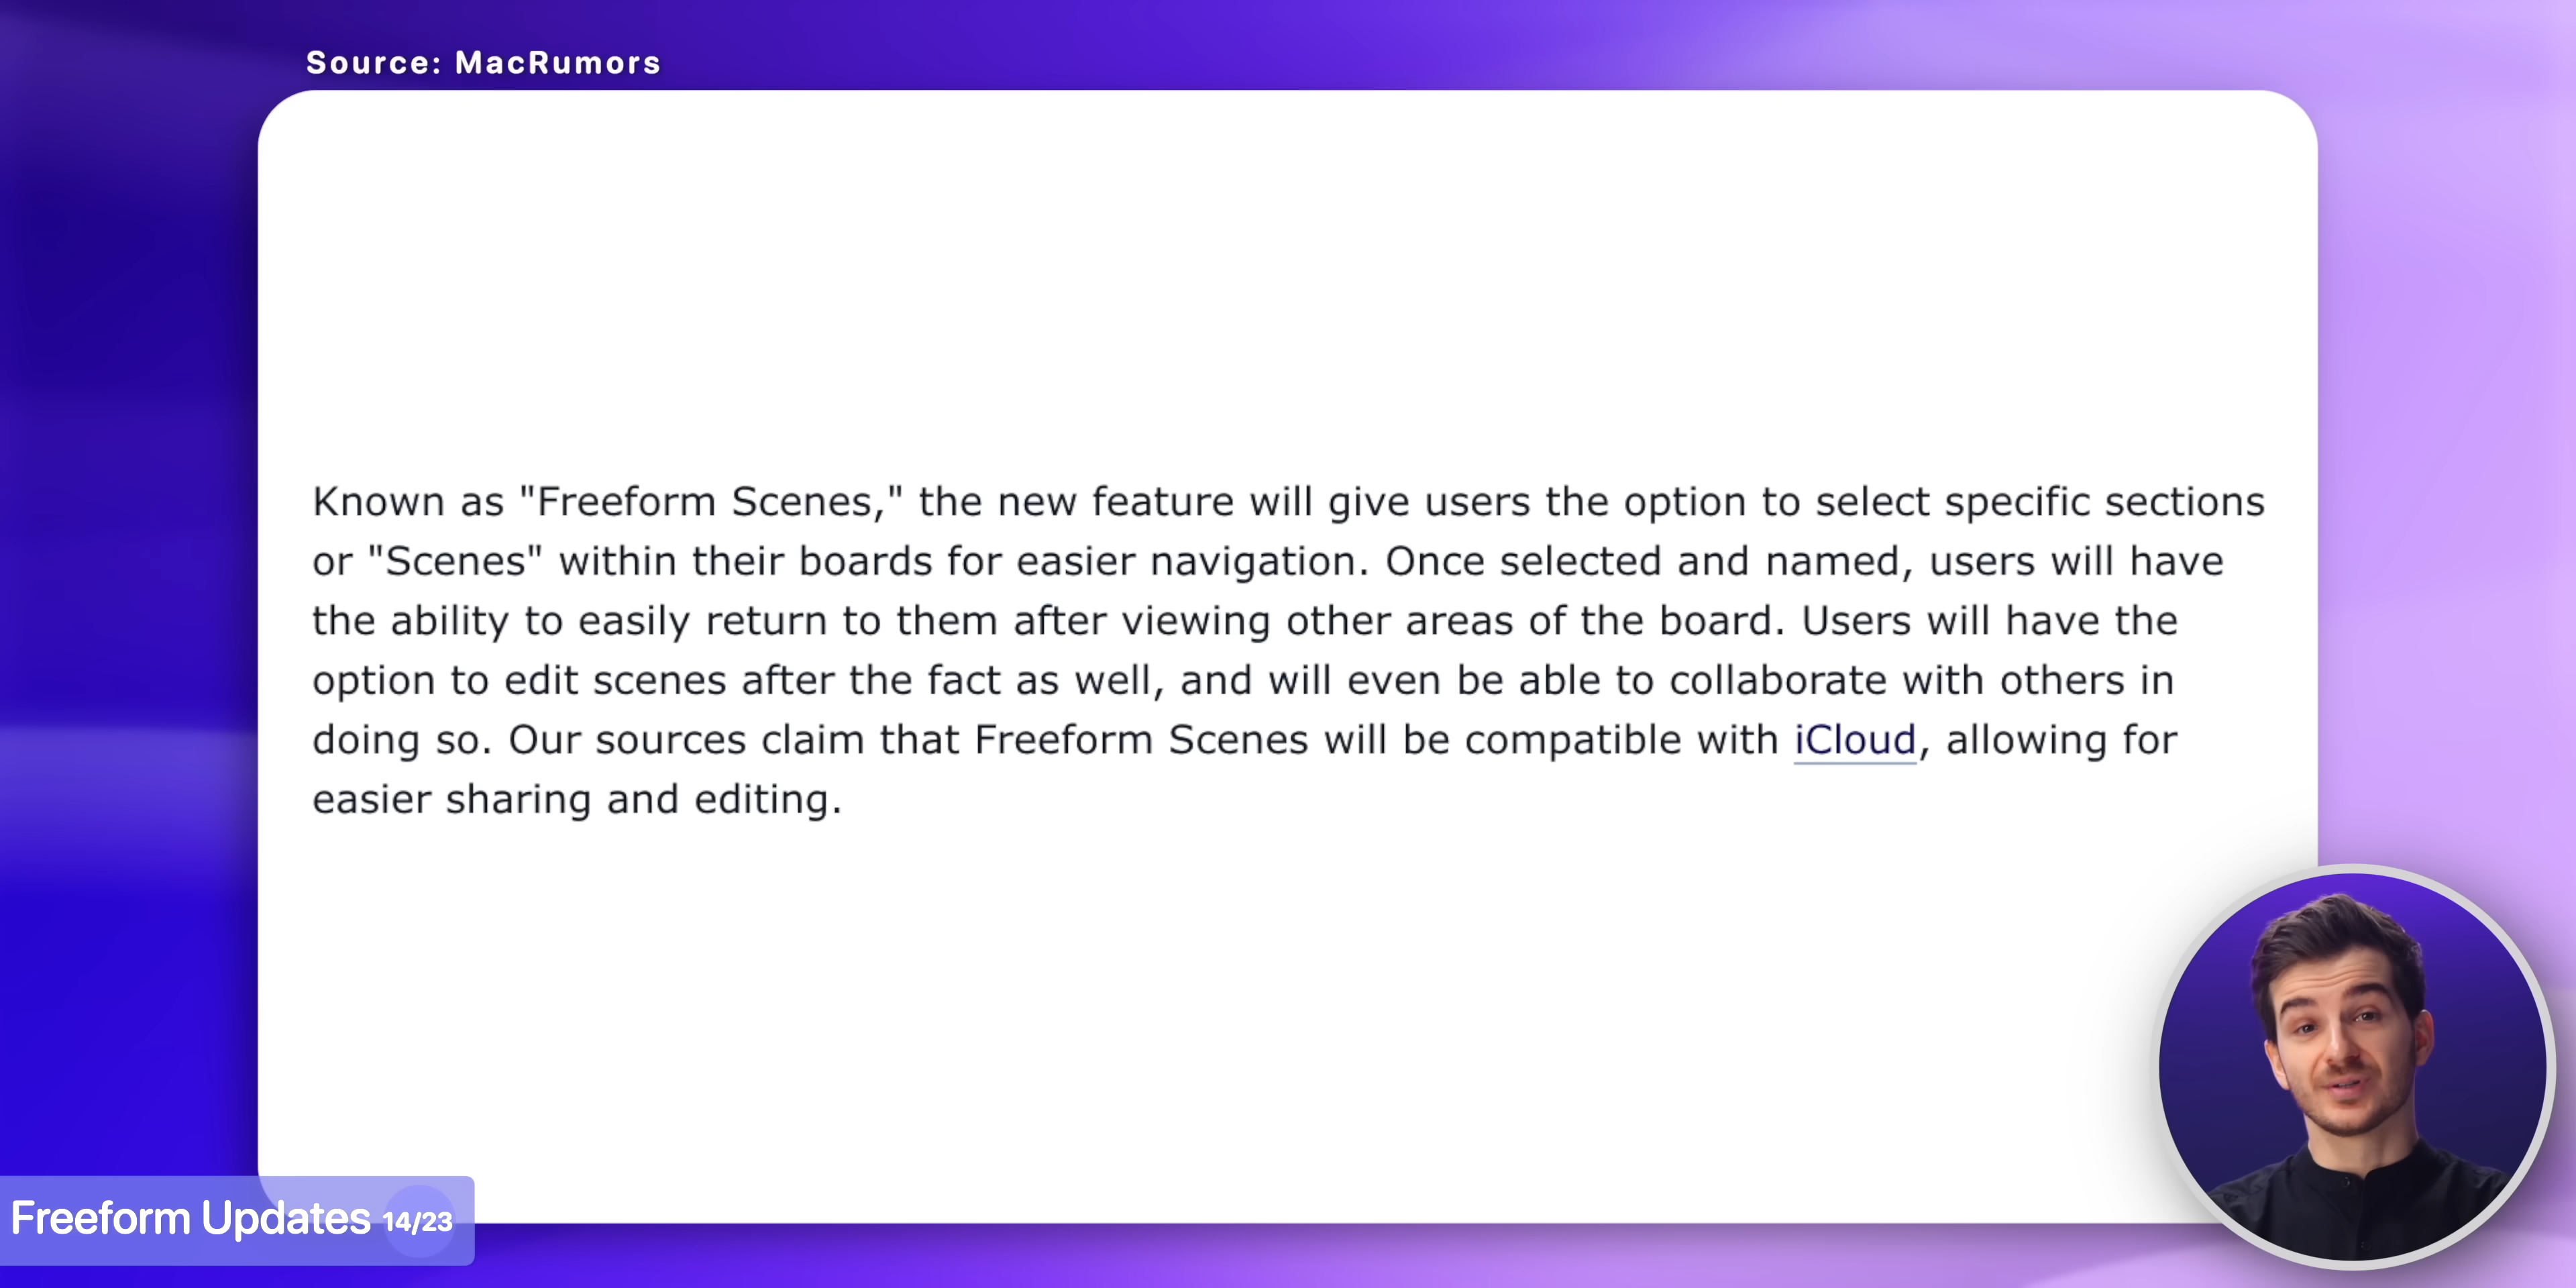 Source: MacRumors
Known as "Freeform Scenes," the new feature will give users the option to select specific sections
or "Scenes" within their boards for easier navigation. Once selected and named, users will have
the ability to easily return to them after viewing other areas of the board. Users will have the
option to edit scenes after the fact as well, and will even be able to collaborate with others in
doing so. Our sources claim that Freeform Scenes will be compatible with iCloud, allowing for
easier sharing and editing.
Freeform Updates 14/23